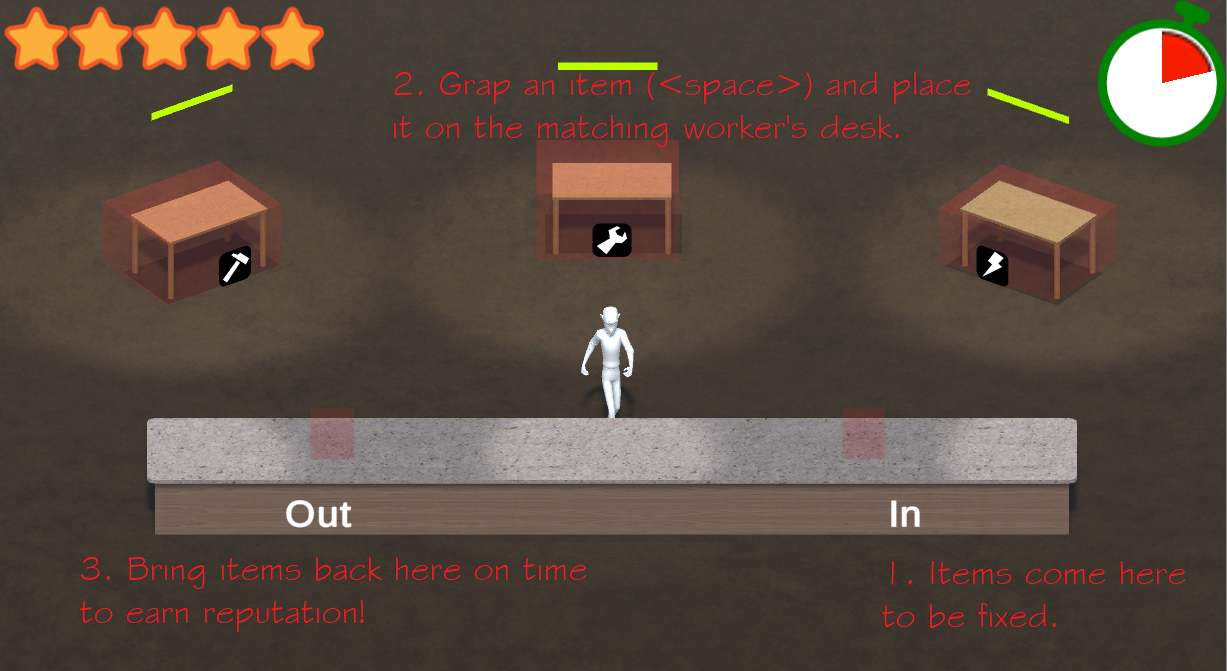 2. Grap an item (<space>) and place
it on the matching worker's desk.
Out
In
3. Bring items back here on time
to earn reputation!
1. Items come here
to be fixed.